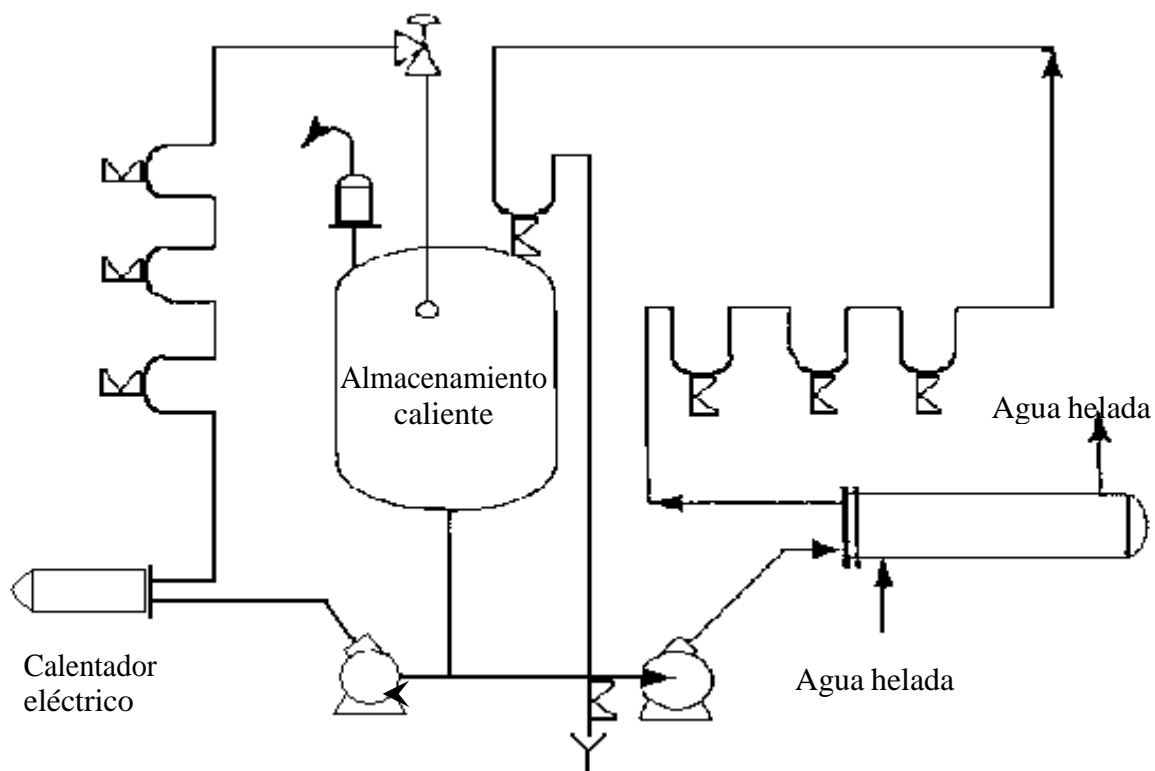 Almacenamiento
caliente
Agua helada
Calentador
eléctrico
Agua helada